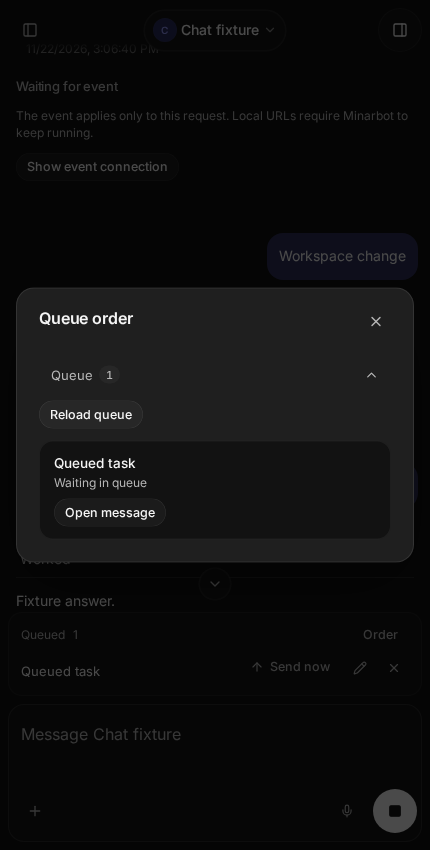 C Chat fixture
11/22/2026, 3:06:40 PM
Waiting for event
The event applies only to this request. Local URLs require Minarbot to
keep running.
Show event connection
Workspace change
Queue order
Queue 1
Reload queue
Queued task
Waiting in queue
Open message
Worked
Fixture answer.
Queued 1 Order
Queued task Send now
Message Chat fixture